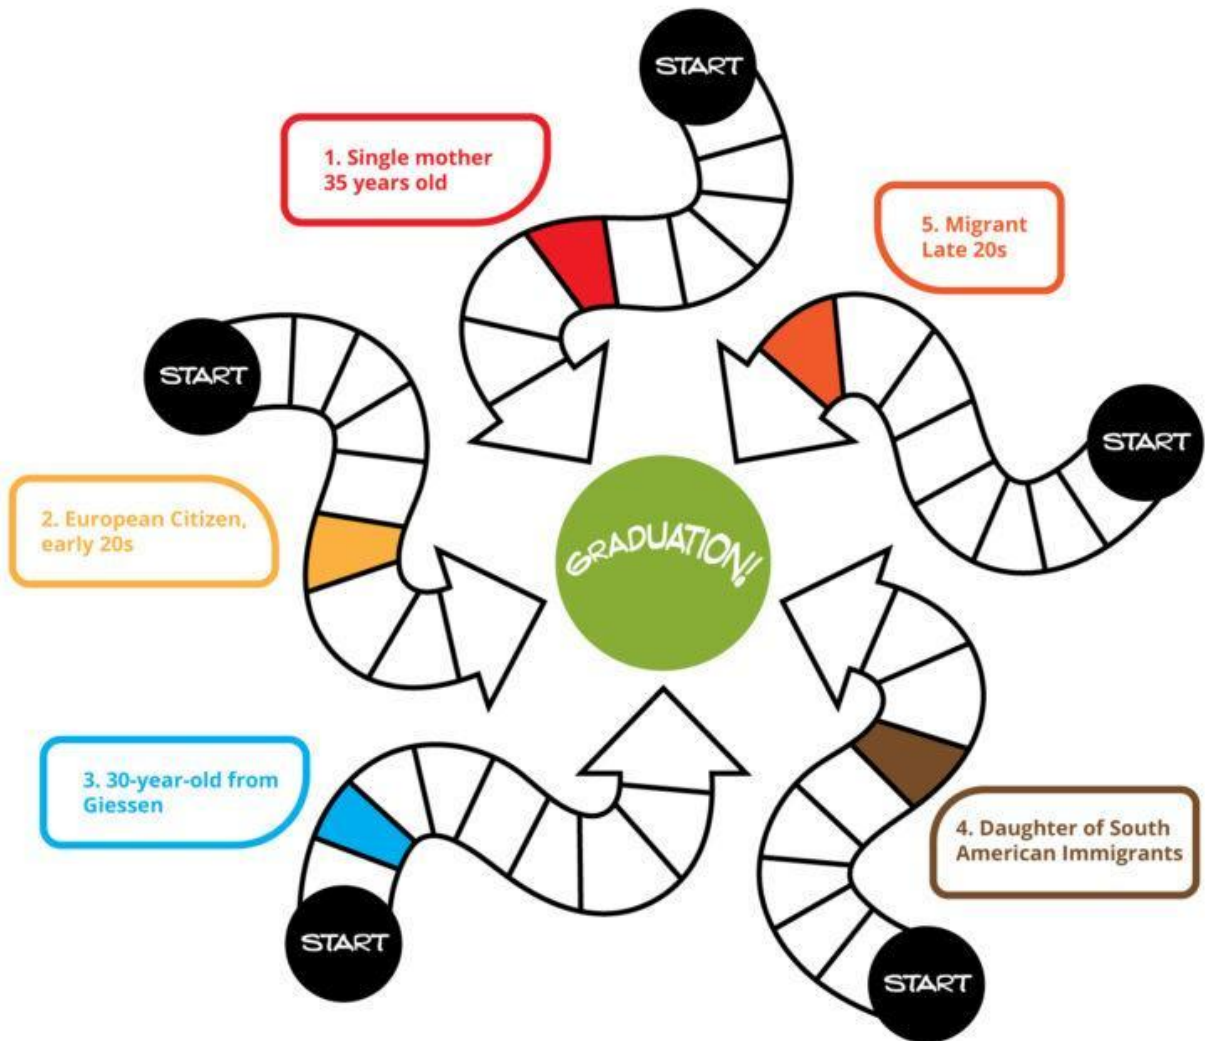 START
1. Single mother
35 years old
5. Migrant
Late 20s
START
START
2. European Citizen,
early 20s
GRADUATION!
3. 30-year-old from
Giessen
4. Daughter of South
American Immigrants
START
START